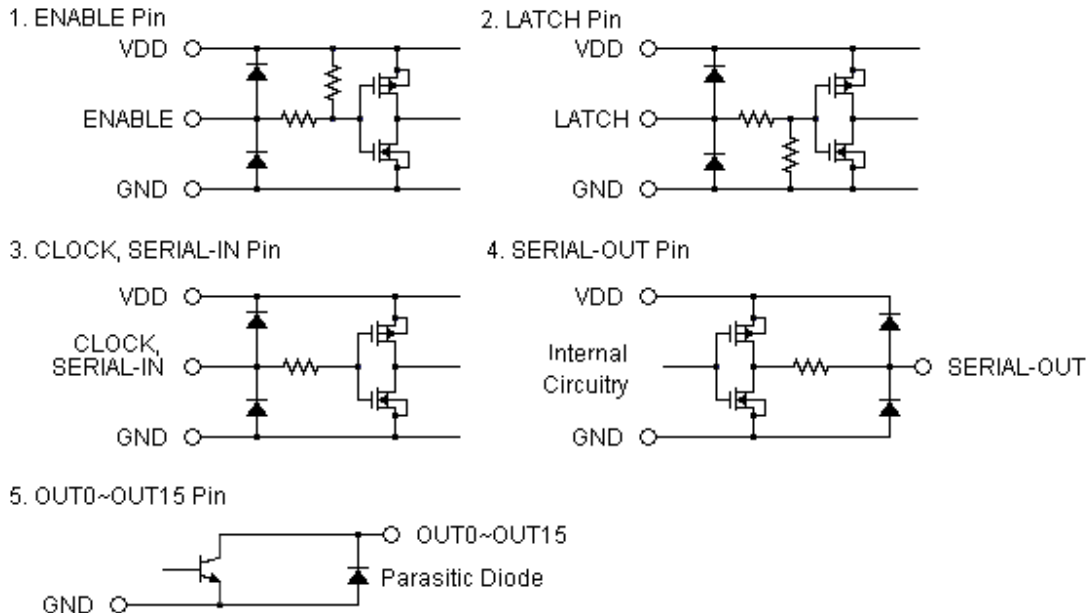 1. ENABLE Pin
VDD
ENABLE
GND
2. LATCH Pin
VDD
LATCH
GND
3. CLOCK, SERIAL-IN Pin
VDD
CLOCK,
SERIAL-IN
GND
4. SERIAL-OUT Pin
VDD
Internal
Circuitry
SERIAL-OUT
GND
5. OUT0~OUT15 Pin
OUT0~OUT15
Parasitic Diode
GND